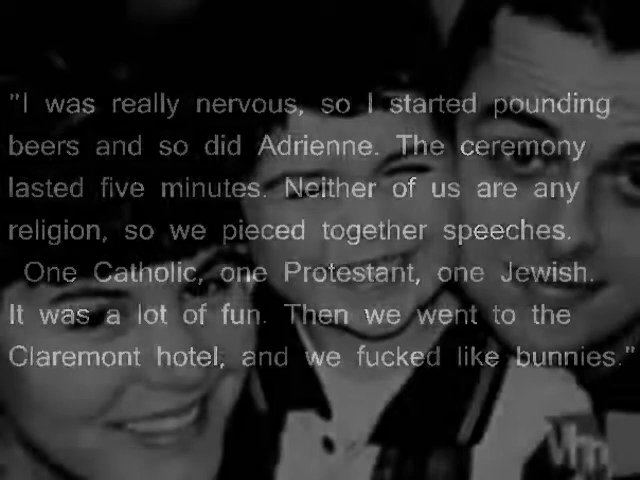 "I was really nervous, so I started pounding
beers and so did Adrienne. The ceremony
lasted five minutes. Neither of us are any
religion, so we pieced together speeches.
One Catholic, one Protestant, one Jewish.
It was a lot of fun. Then we went to the
Claremont hotel, and we fucked like bunnies."